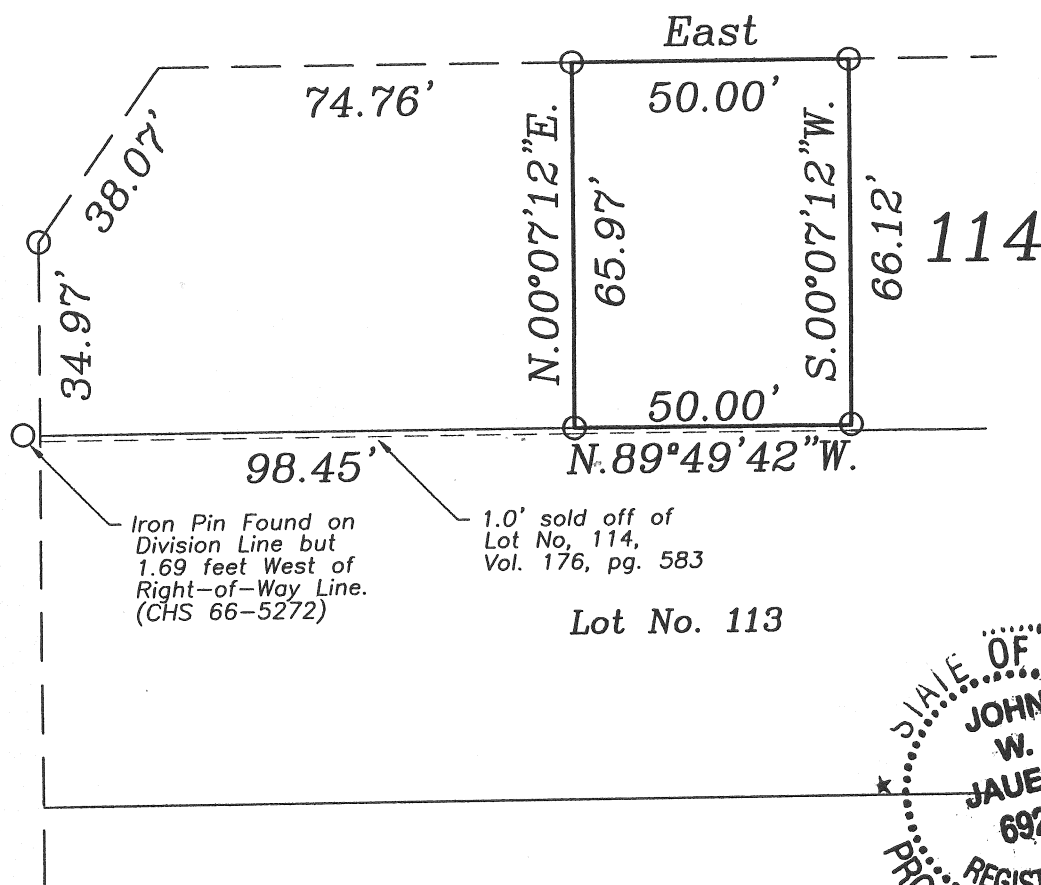 East
74.76'
50.00'
38.07'
N.00°07'12"E.
65.97'
S.00°07'12"W.
66.12'
114
34.97'
50.00'
98.45'
N.89°49'42"W.
Iron Pin Found on
Division Line but
1.69 feet West of
Right-of-Way Line.
(CHS 66-5272)
1.0' sold off of
Lot No, 114,
Vol. 176, pg. 583
Lot No. 113
STATE OF
JOHN
W.
JAUE
692